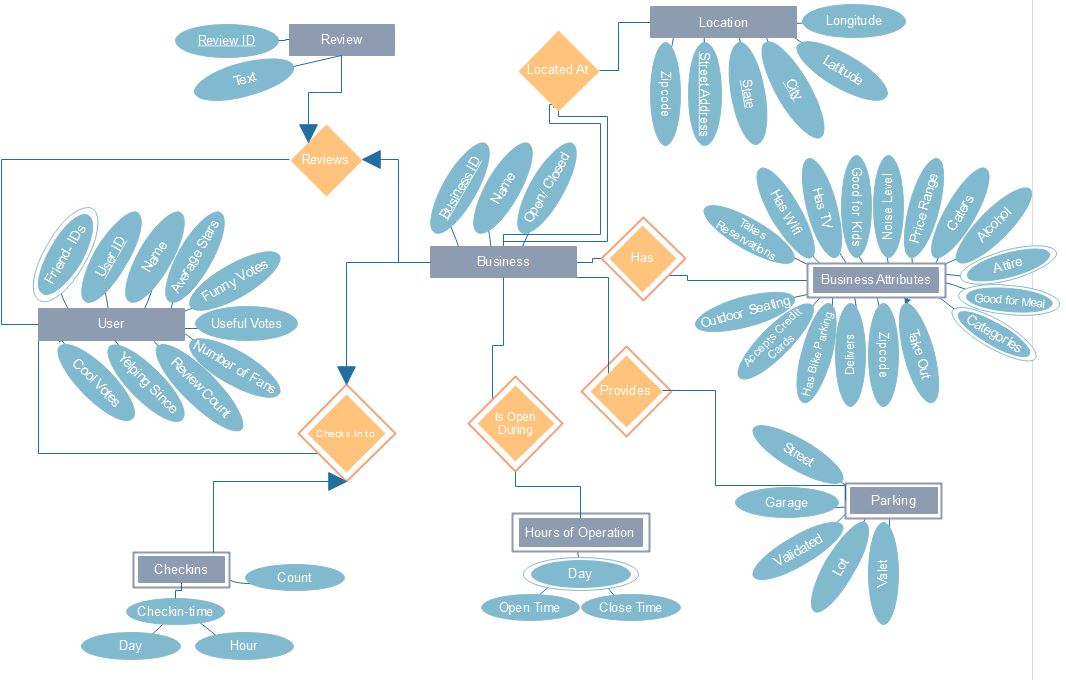 Review ID
Review
Text
Reviews
Located At
Location
Longitude
Latitude
Zipcode
Street Address
State
City
Business ID
Name
Open/ Closed
Business
Has
Takes
Reservations
Has Wifi
Has TV
Good for Kids
Noise Level
Price Range
Caters
Alcohol
Business Attributes
Attire
Good for Meal
Categories
Outdoor Seating
Accepts Credit
Cards
Has Bike Parking
Delivers
Zipcode
Take Out
Friend- IDs
User ID
Name
Average Stars
Funny Votes
User
Useful Votes
Number of Fans
Cool Votes
Yelping Since
Review Count
Checks In to
Is Open
During
Provides
Street
Garage
Parking
Validated
Lot
Valet
Hours of Operation
Day
Open Time
Close Time
Checkins
Count
Checkin-time
Day
Hour